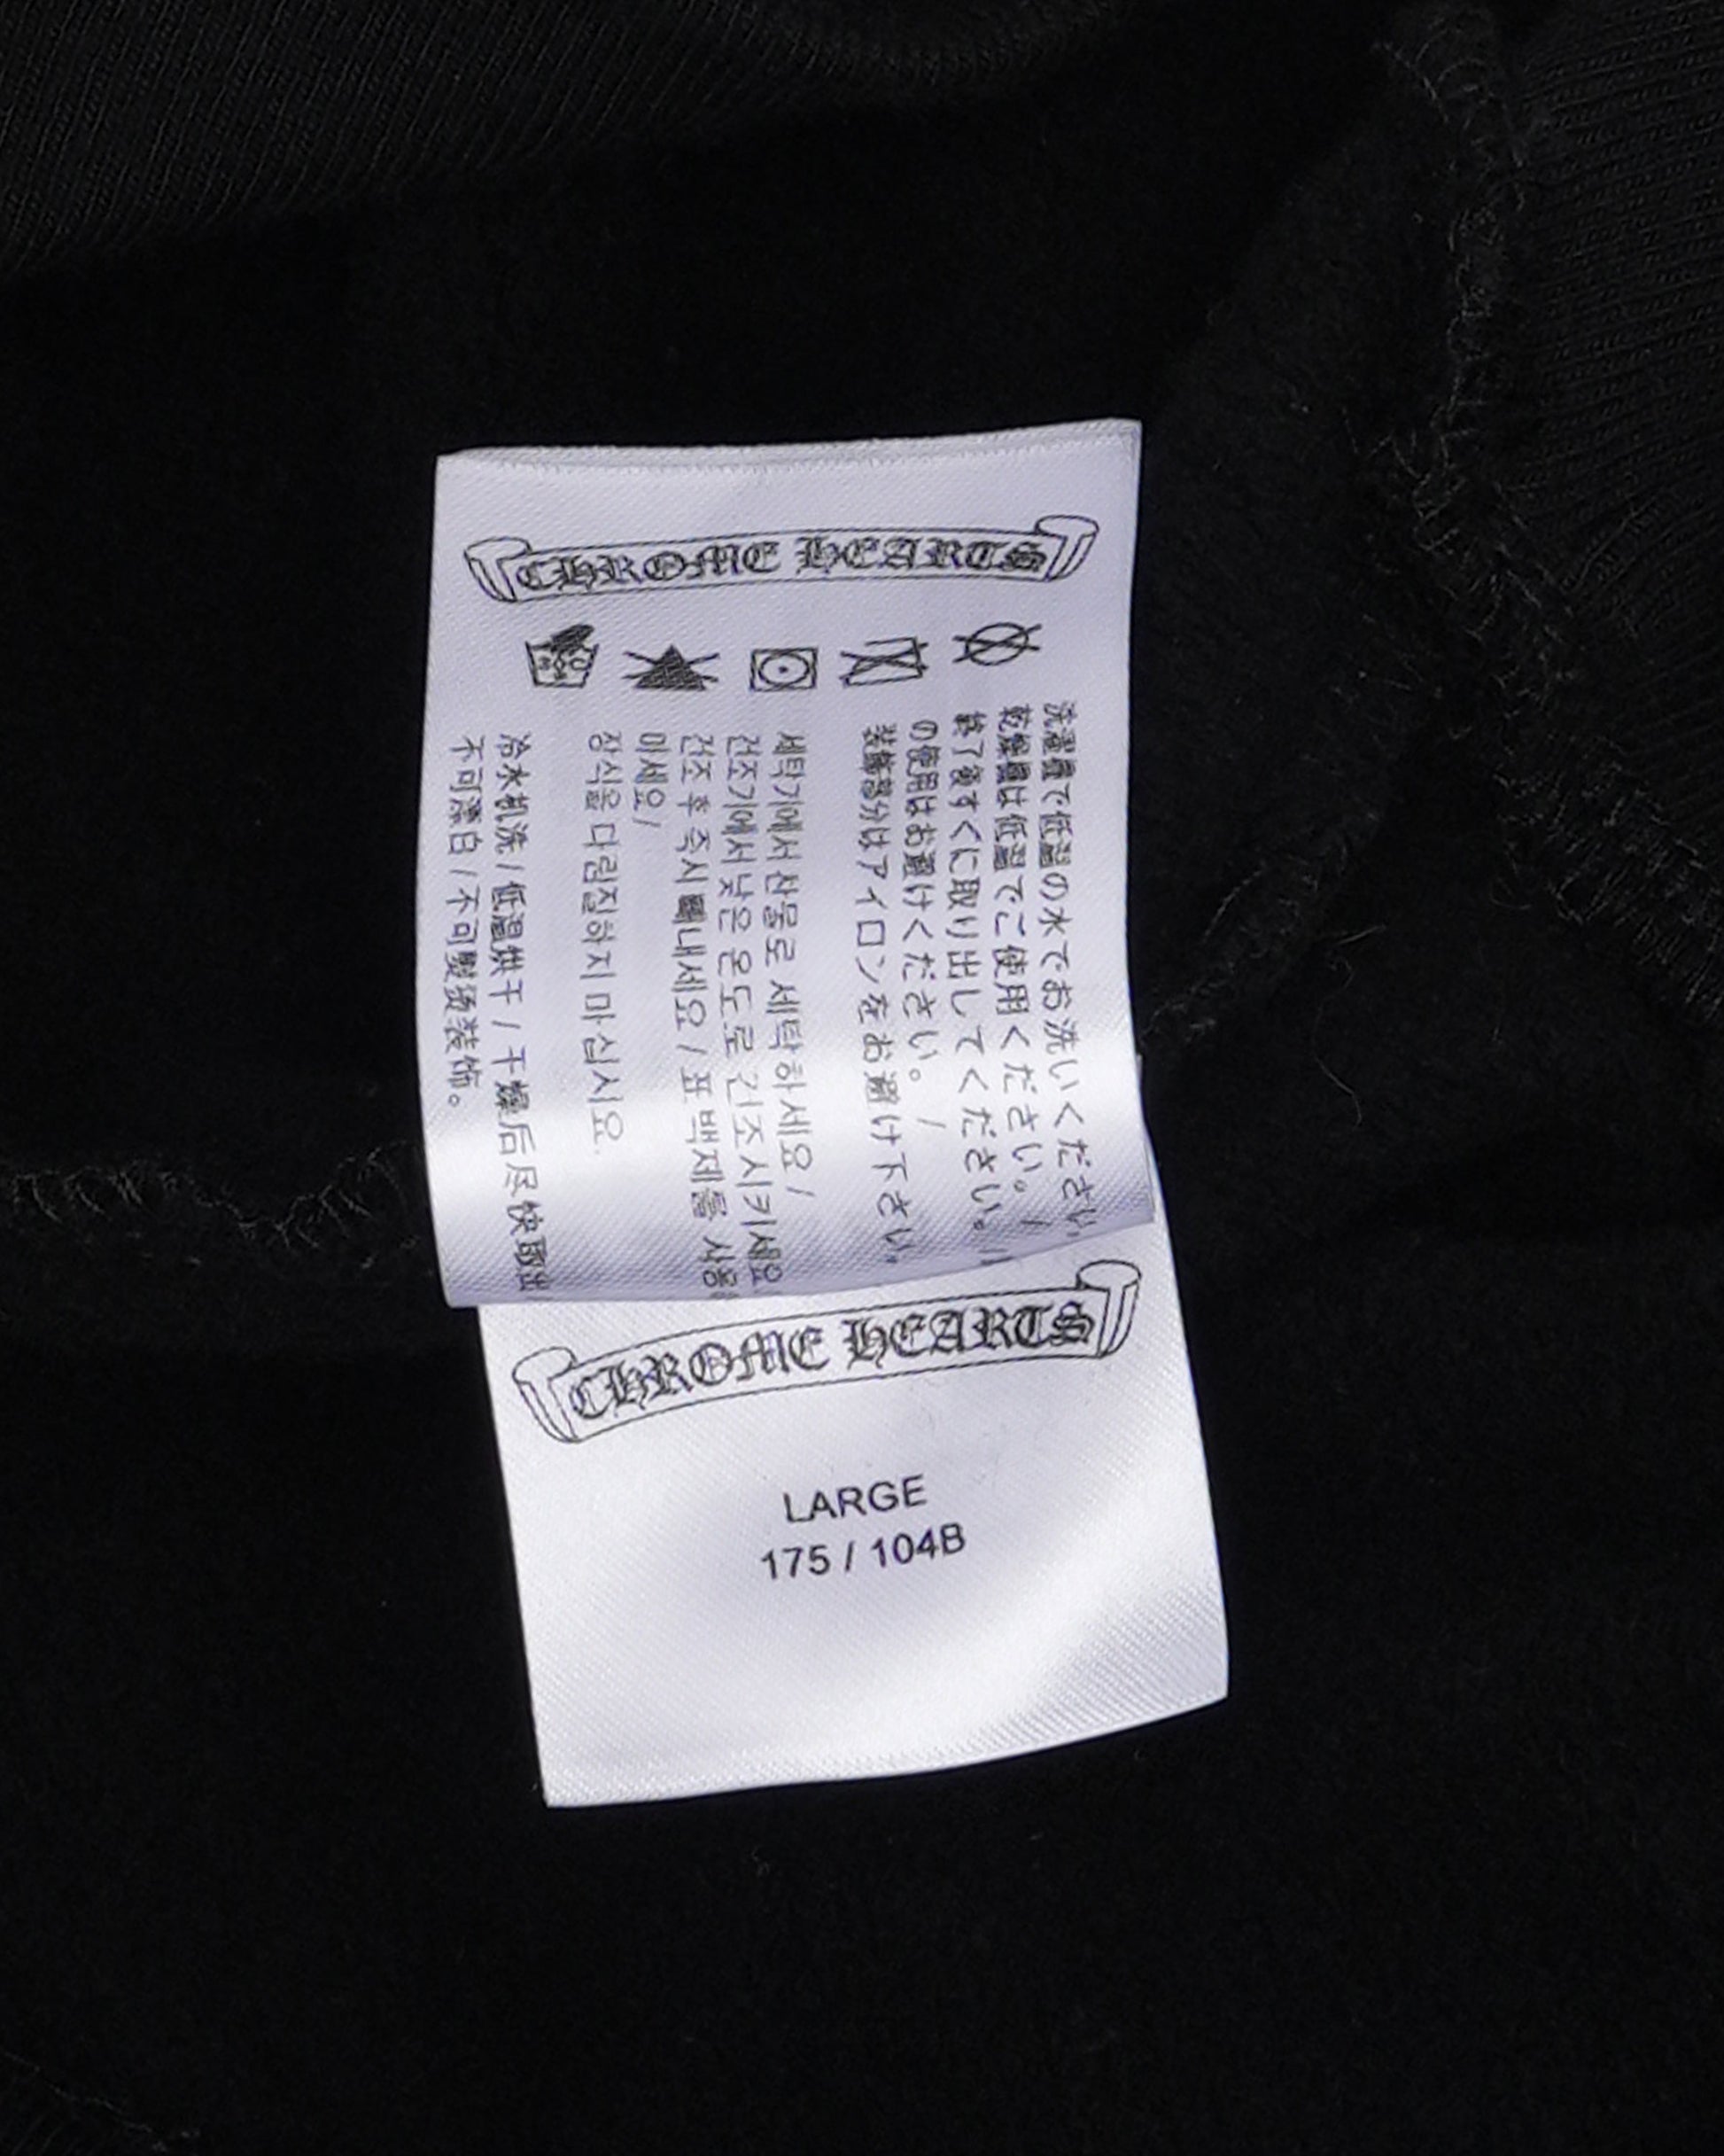 CHROME HEARTS
洗濯機で低温の水でお洗いください
乾燥機は低温でご使用ください。/
終了後すぐに取り出してください。/
の使用はお避けください。/
装飾部分はアイロンをお避け下さい。
세탁기에서 찬물로 세탁하세요/
건조기에서 낮은 온도로 건조시키세요
건조 후 즉시 빼내세요 / 표백제를 사용
마세요/
장식을 다림질하지 마십시요.
冷水机洗 / 低温烘干 / 干燥后尽快取出
不可漂白 / 不可熨烫装饰。
CHROME HEARTS
LARGE
175 / 104B